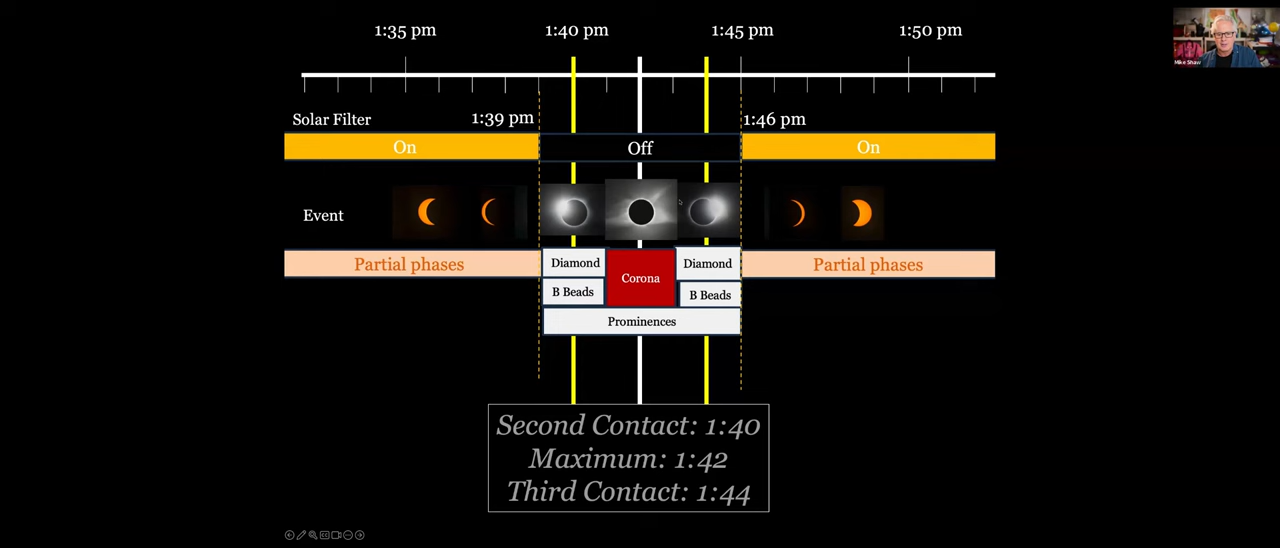 1:35 pm
1:40 pm
1:45 pm
1:50 pm
Mike Shaw
Solar Filter
1:39 pm
1:46 pm
On
Off
On
Event
Partial phases
Diamond
Corona
Diamond
Partial phases
B Beads
B Beads
Prominences
Second Contact: 1:40
Maximum: 1:42
Third Contact: 1:44